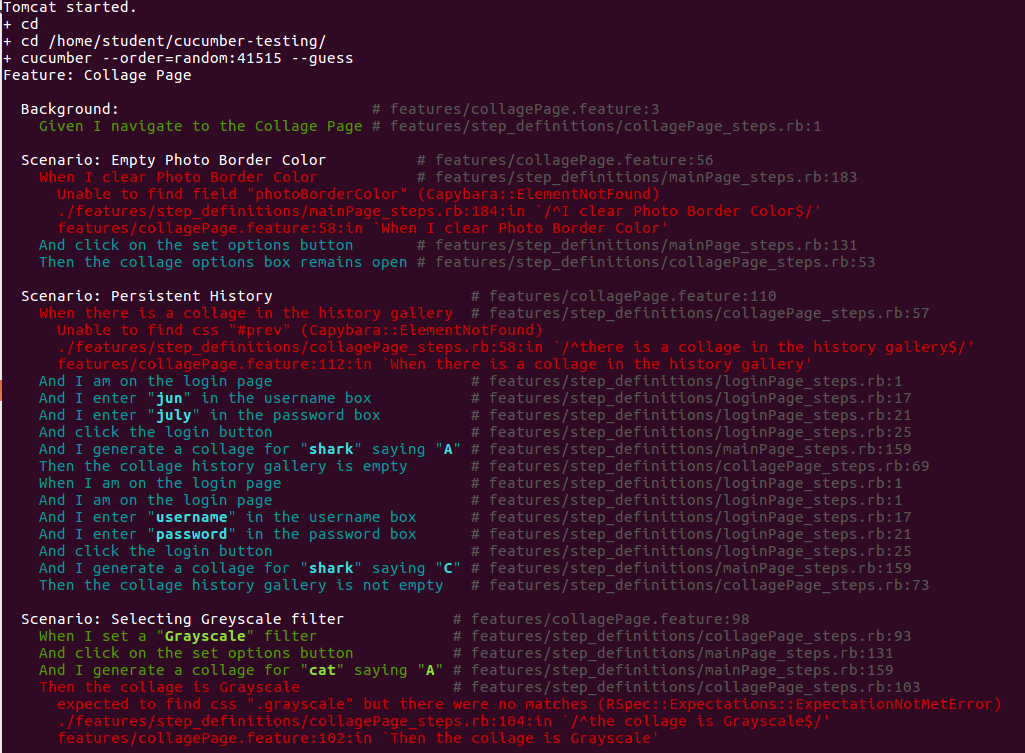 Tomcat started.
+ cd
+ cd /home/student/cucumber-testing/
+ cucumber --order=random:41515 --guess
Feature: Collage Page
Background: # features/collagePage.feature:3
Given I navigate to the Collage Page # features/step_definitions/collagePage_steps.rb:1
Scenario: Empty Photo Border Color # features/collagePage.feature:56
When I clear Photo Border Color # features/step_definitions/mainPage_steps.rb:183
Unable to find field "photoBorderColor" (Capybara::ElementNotFound)
./features/step_definitions/mainPage_steps.rb:184:in `/^I clear Photo Border Color$/'
features/collagePage.feature:58:in `When I clear Photo Border Color'
And click on the set options button # features/step_definitions/mainPage_steps.rb:131
Then the collage options box remains open # features/step_definitions/collagePage_steps.rb:53
Scenario: Persistent History # features/collagePage.feature:110
When there is a collage in the history gallery # features/step_definitions/collagePage_steps.rb:57
Unable to find css "#prev" (Capybara::ElementNotFound)
./features/step_definitions/collagePage_steps.rb:58:in `/^there is a collage in the history gallery$/'
features/collagePage.feature:112:in `When there is a collage in the history gallery'
And I am on the login page # features/step_definitions/loginPage_steps.rb:1
And I enter "jun" in the username box # features/step_definitions/loginPage_steps.rb:17
And I enter "july" in the password box # features/step_definitions/loginPage_steps.rb:21
And click the login button # features/step_definitions/loginPage_steps.rb:25
And I generate a collage for "shark" saying "A" # features/step_definitions/mainPage_steps.rb:159
Then the collage history gallery is empty # features/step_definitions/collagePage_steps.rb:69
When I am on the login page # features/step_definitions/loginPage_steps.rb:1
And I am on the login page # features/step_definitions/loginPage_steps.rb:1
And I enter "username" in the username box # features/step_definitions/loginPage_steps.rb:17
And I enter "password" in the password box # features/step_definitions/loginPage_steps.rb:21
And click the login button # features/step_definitions/loginPage_steps.rb:25
And I generate a collage for "shark" saying "C" # features/step_definitions/mainPage_steps.rb:159
Then the collage history gallery is not empty # features/step_definitions/collagePage_steps.rb:73
Scenario: Selecting Greyscale filter # features/collagePage.feature:98
When I set a "Grayscale" filter # features/step_definitions/collagePage_steps.rb:93
And click on the set options button # features/step_definitions/mainPage_steps.rb:131
And I generate a collage for "cat" saying "A" # features/step_definitions/mainPage_steps.rb:159
Then the collage is Grayscale # features/step_definitions/collagePage_steps.rb:103
expected to find css ".grayscale" but there were no matches (RSpec::Expectations::ExpectationNotMetError)
./features/step_definitions/collagePage_steps.rb:104:in `/^the collage is Grayscale$/'
features/collagePage.feature:102:in `Then the collage is Grayscale'